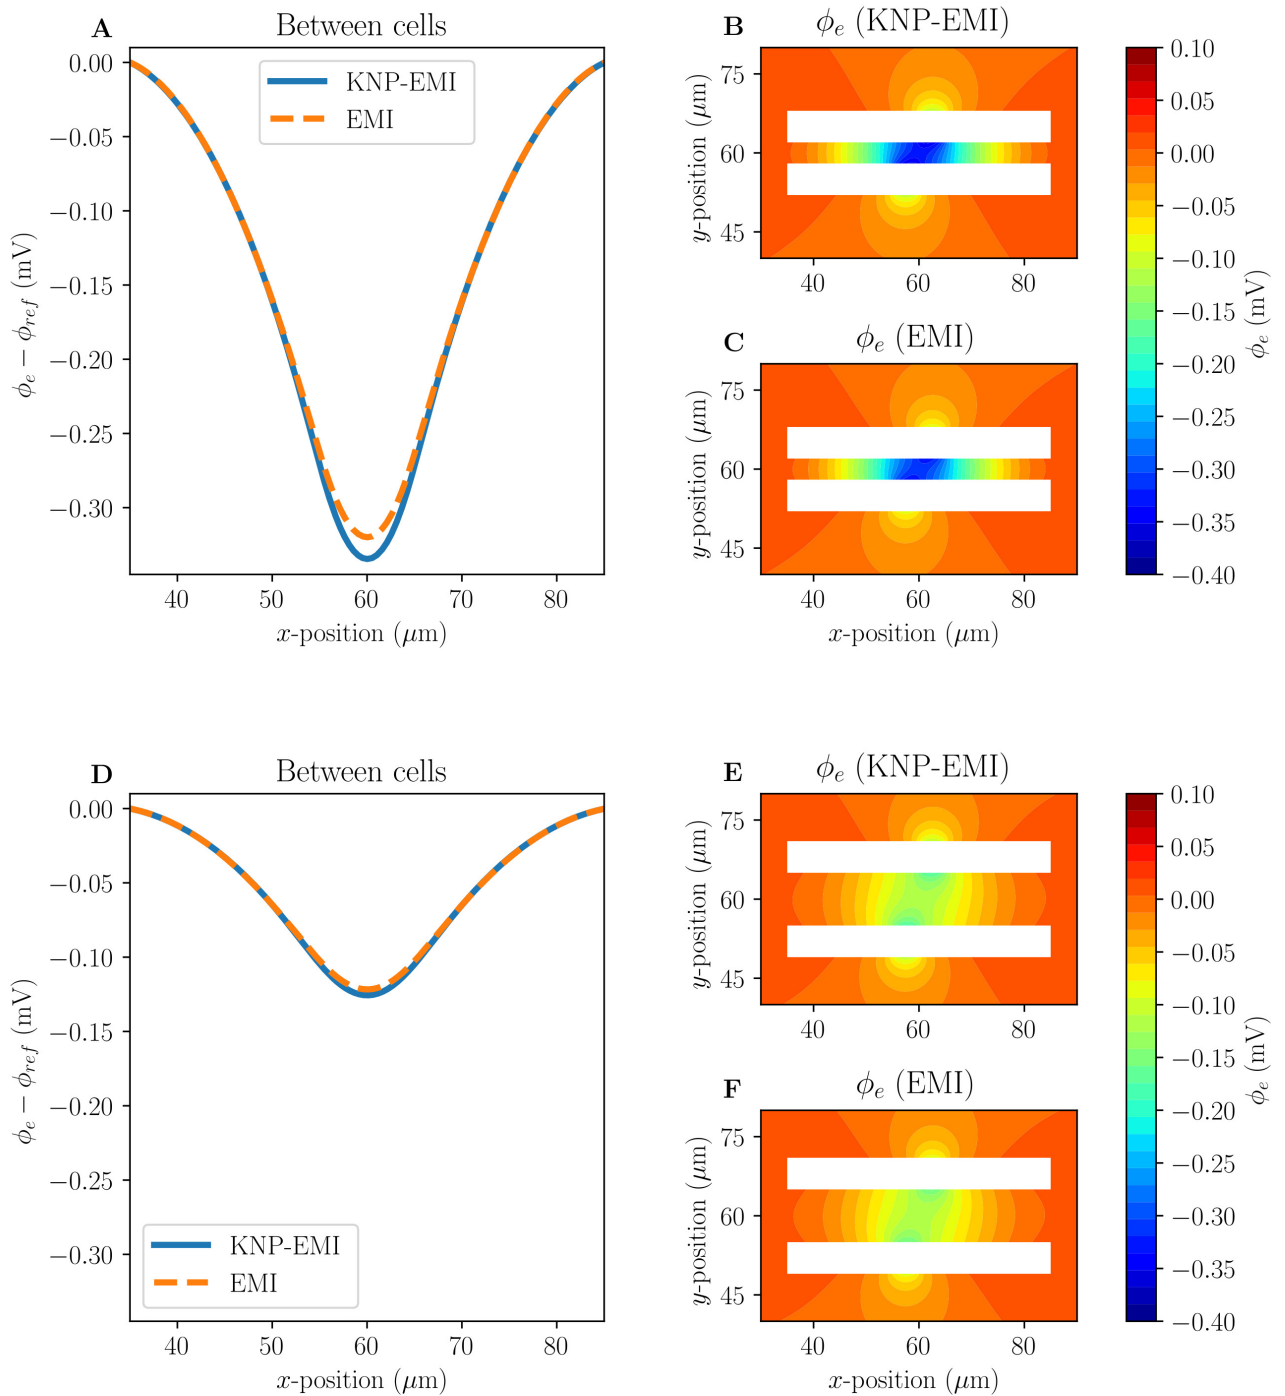 A
Between cells
0.00
−0.05
−0.10
−0.15
−0.20
−0.25
−0.30
ϕe − ϕref (mV)
KNP-EMI
EMI
40 50 60 70 80
x-position (μm)
B
ϕe (KNP-EMI)
75
60
45
y-position (μm)
40 60 80
C
ϕe (EMI)
75
60
45
y-position (μm)
40 60 80
x-position (μm)
0.10
0.05
0.00
−0.05
−0.10
−0.15
−0.20
−0.25
−0.30
−0.35
−0.40
ϕe (mV)
D
Between cells
0.00
−0.05
−0.10
−0.15
−0.20
−0.25
−0.30
ϕe − ϕref (mV)
KNP-EMI
EMI
40 50 60 70 80
x-position (μm)
E
ϕe (KNP-EMI)
75
60
45
y-position (μm)
40 60 80
F
ϕe (EMI)
75
60
45
y-position (μm)
40 60 80
x-position (μm)
0.10
0.05
0.00
−0.05
−0.10
−0.15
−0.20
−0.25
−0.30
−0.35
−0.40
ϕe (mV)